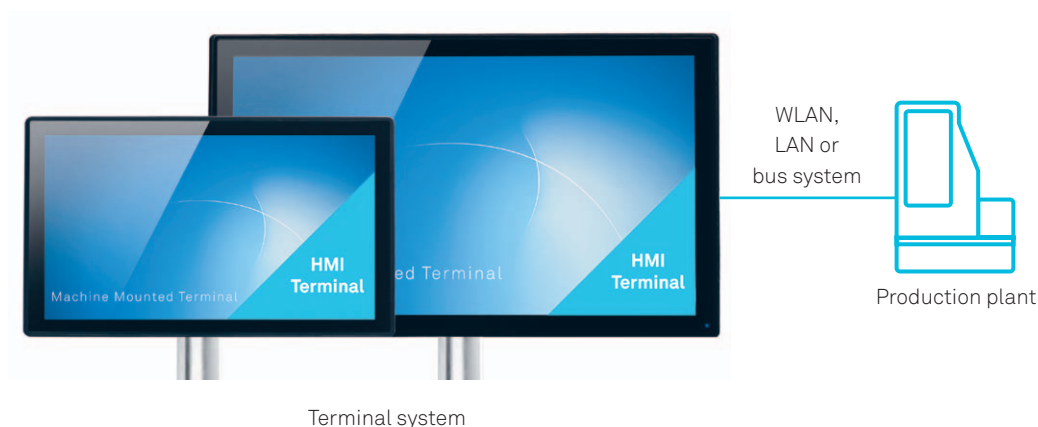 WLAN,
LAN or
bus system
HMI
Terminal
Machine Mounted Terminal
HMI
Terminal
ed Terminal
Production plant
Terminal system